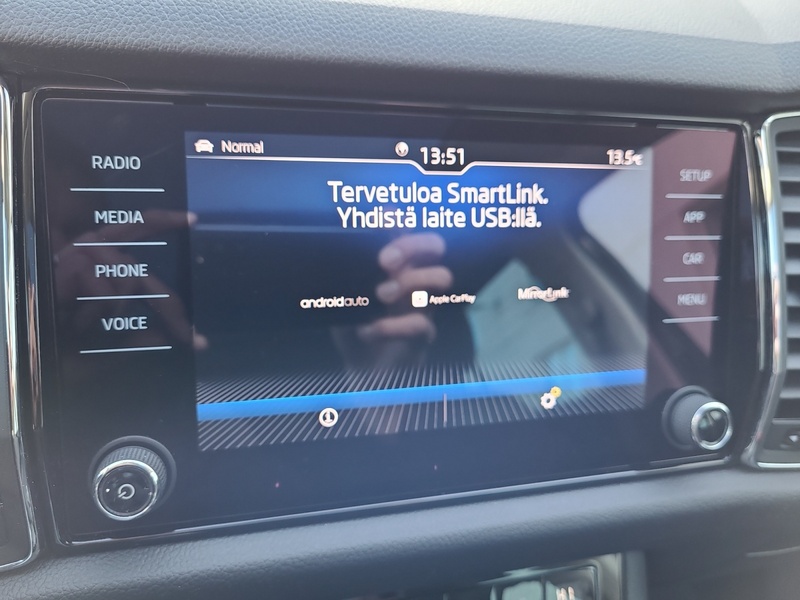 Normal
13:51
13.5°C
Tervetuloa SmartLink.
Yhdistä laite USB:llä.
androidauto
Apple CarPlay
MirrorLink
RADIO
MEDIA
PHONE
VOICE
SETUP
APP
CAR
MENU